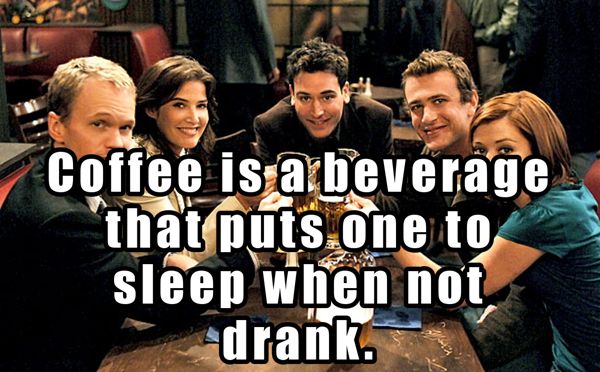 Coffee is a beverage
that puts one to
sleep when not
drank.